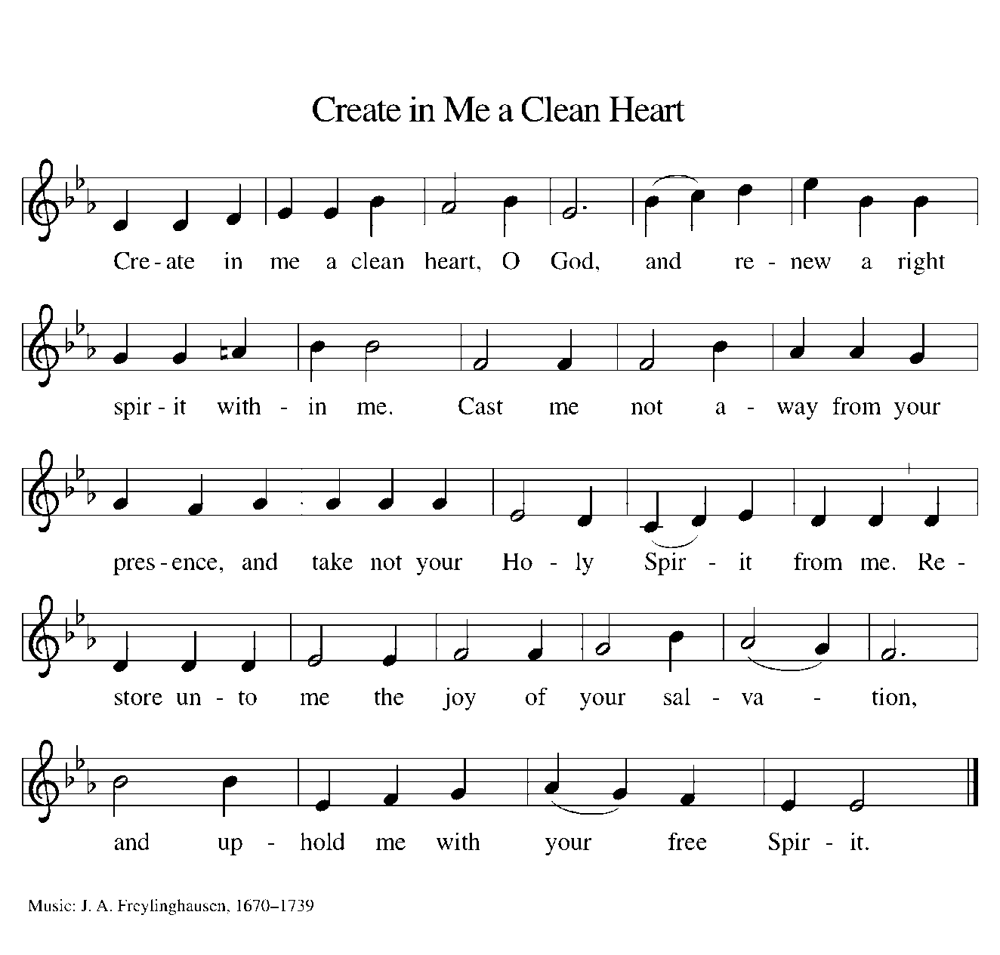 Create in Me a Clean Heart
Cre - ate in me a clean heart, O God, and re - new a right
spir - it with - in me. Cast me not a - way from your
pres - ence, and take not your Ho - ly Spir - it from me. Re -
store un - to me the joy of your sal - va - tion,
and up - hold me with your free Spir - it.
Music: J. A. Freylinghausen, 1670–1739